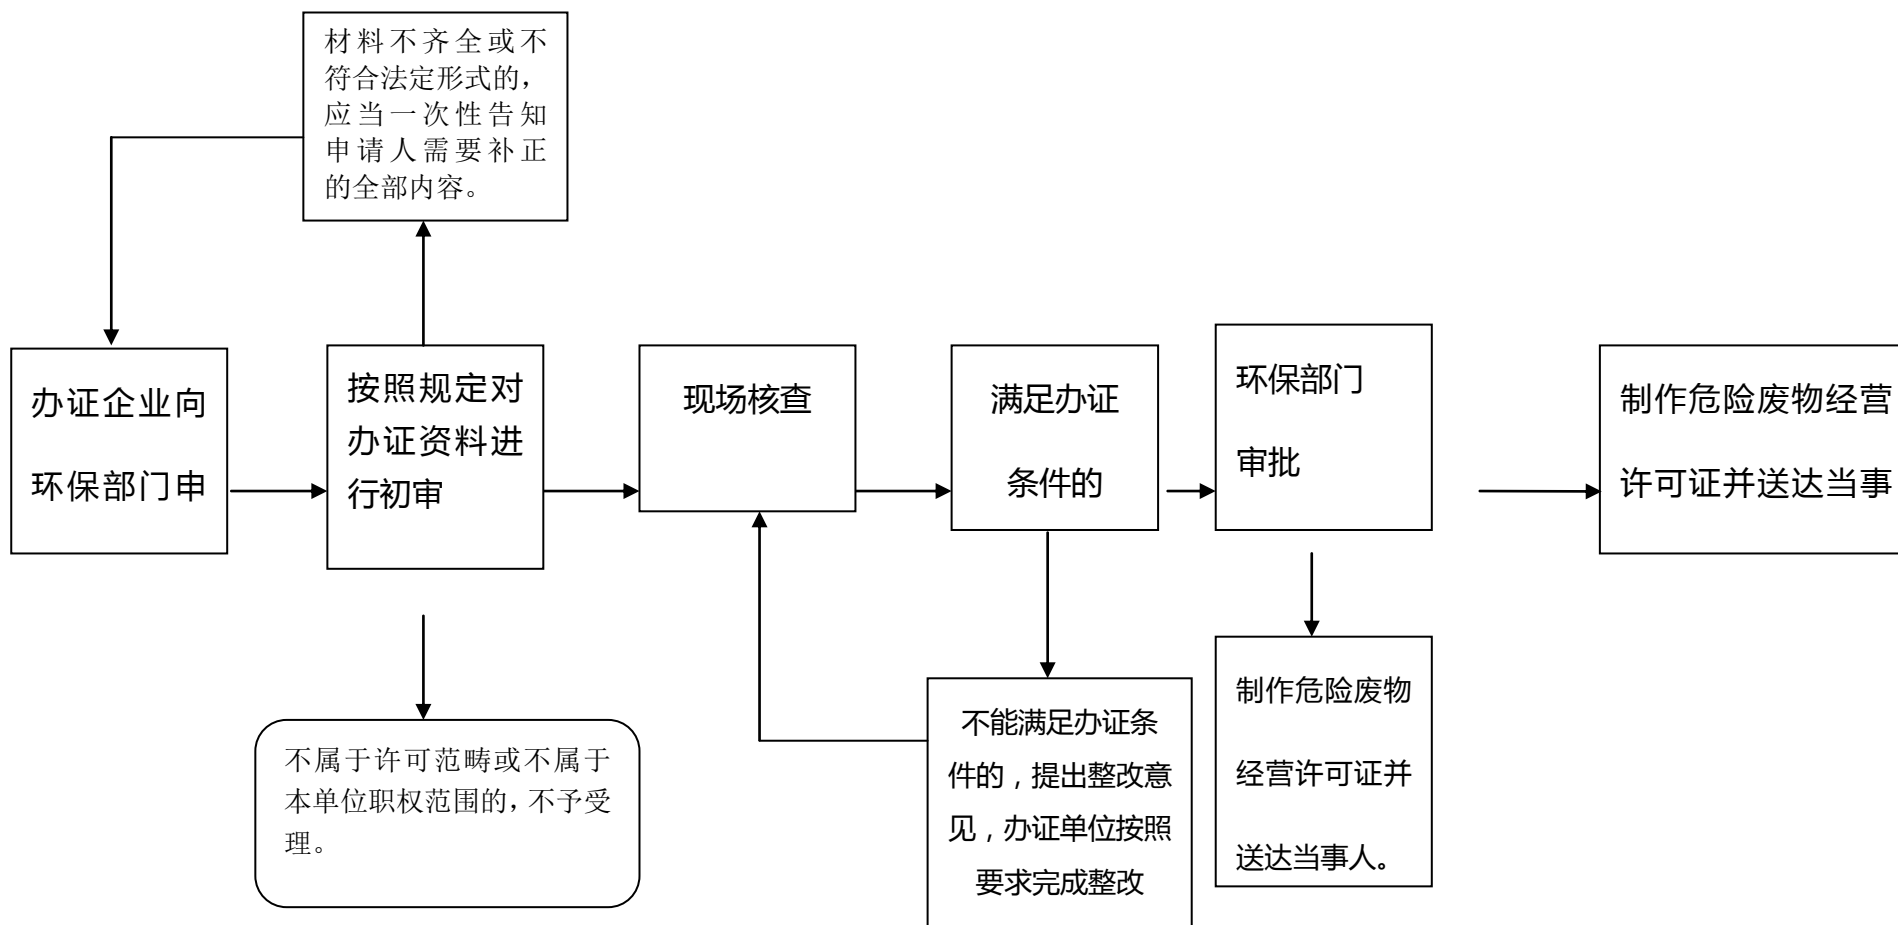 材料不齐全或不
符合法定形式的，
应当一次性告知
申请人需要补正
的全部内容。
办证企业向
环保部门申
按照规定对
办证资料进
行初审
现场核查
满足办证
条件的
环保部门
审批
制作危险废物经营
许可证并送达当事
不属于许可范畴或不属于
本单位职权范围的，不予受
理。
不能满足办证条
件的，提出整改意
见，办证单位按照
要求完成整改
制作危险废物
经营许可证并
送达当事人。